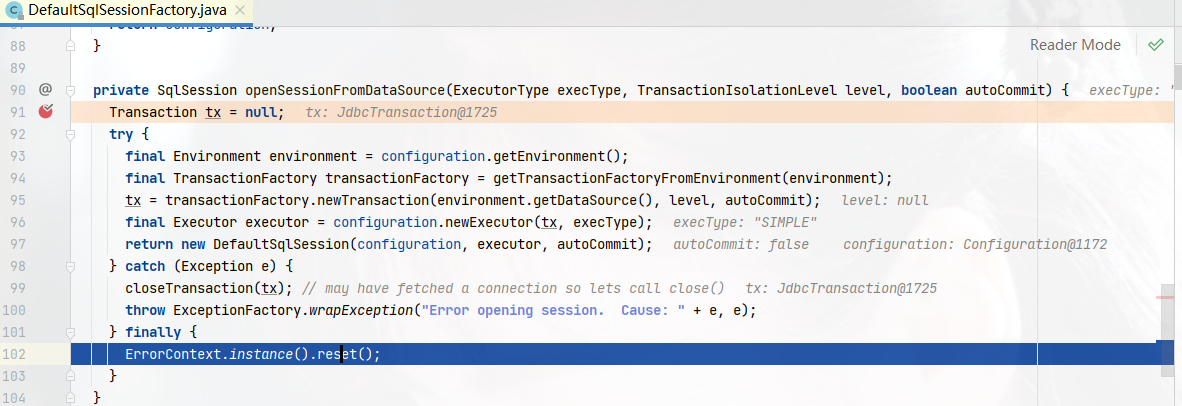 DefaultSqlSessionFactory.java
Reader Mode
87 return configuration;
88 }
89
90 @ private SqlSession openSessionFromDataSource(ExecutorType execType, TransactionIsolationLevel level, boolean autoCommit) { execType: "
91 Transaction tx = null; tx: JdbcTransaction@1725
92 try {
93 final Environment environment = configuration.getEnvironment();
94 final TransactionFactory transactionFactory = getTransactionFactoryFromEnvironment(environment);
95 tx = transactionFactory.newTransaction(environment.getDataSource(), level, autoCommit); level: null
96 final Executor executor = configuration.newExecutor(tx, execType); execType: "SIMPLE"
97 return new DefaultSqlSession(configuration, executor, autoCommit); autoCommit: false configuration: Configuration@1172
98 } catch (Exception e) {
99 closeTransaction(tx); // may have fetched a connection so lets call close() tx: JdbcTransaction@1725
100 throw ExceptionFactory.wrapException("Error opening session.  Cause: " + e, e);
101 } finally {
102 ErrorContext.instance().reset();
103 }
104 }